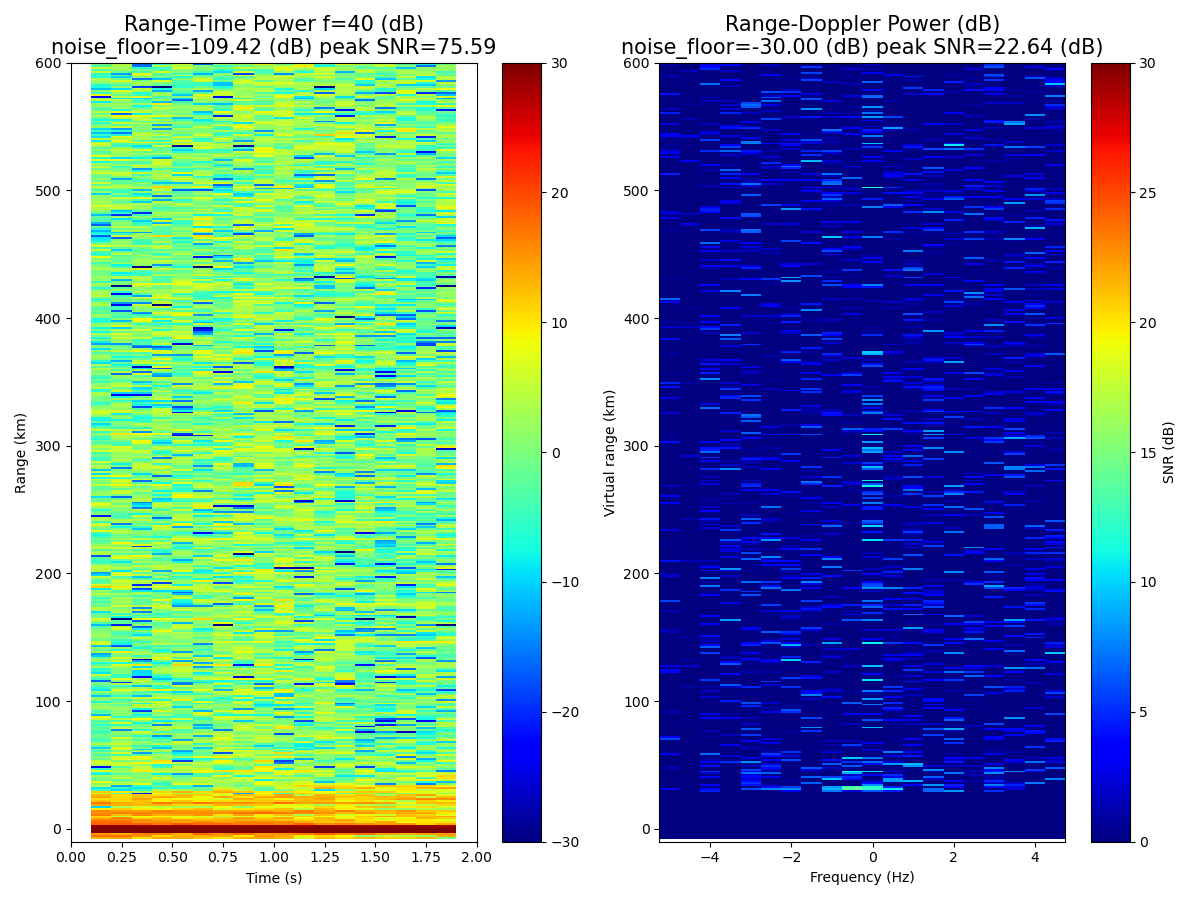 Range-Time Power f=40 (dB)
noise_floor=-109.42 (dB) peak SNR=75.59
Range (km)
600
500
400
300
200
100
0
0.00 0.25 0.50 0.75 1.00 1.25 1.50 1.75 2.00
Time (s)
30
20
10
0
−10
−20
−30
Range-Doppler Power (dB)
noise_floor=-30.00 (dB) peak SNR=22.64 (dB)
Virtual range (km)
600
500
400
300
200
100
0
−4 −2 0 2 4
Frequency (Hz)
30
25
20
15
10
5
0
SNR (dB)